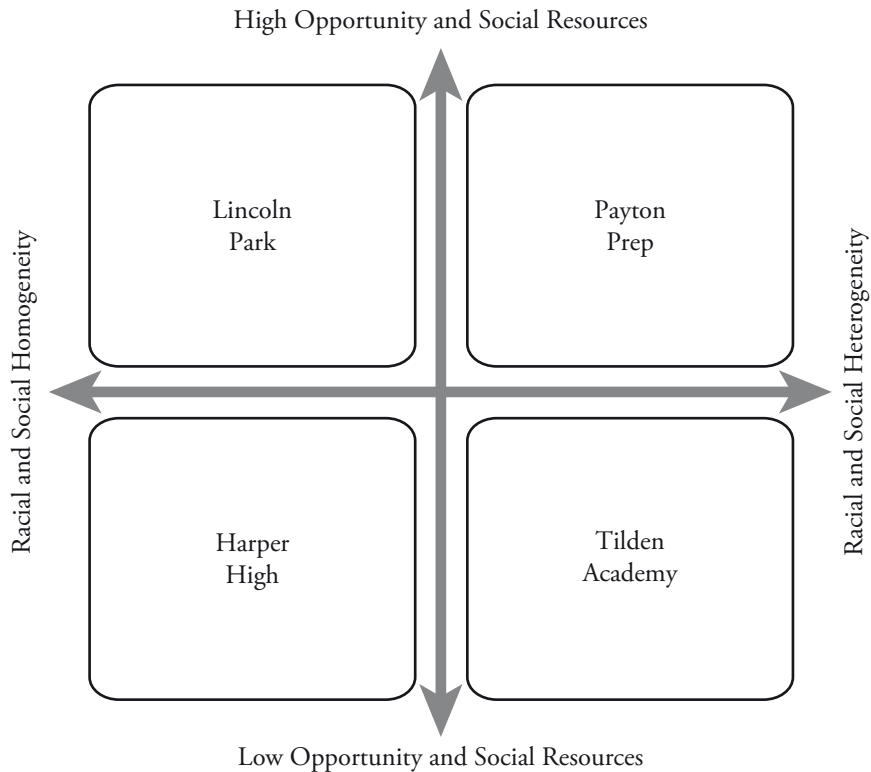 High Opportunity and Social Resources
Lincoln
Park
Payton
Prep
Racial and Social Homogeneity
Racial and Social Heterogeneity
Harper
High
Tilden
Academy
Low Opportunity and Social Resources